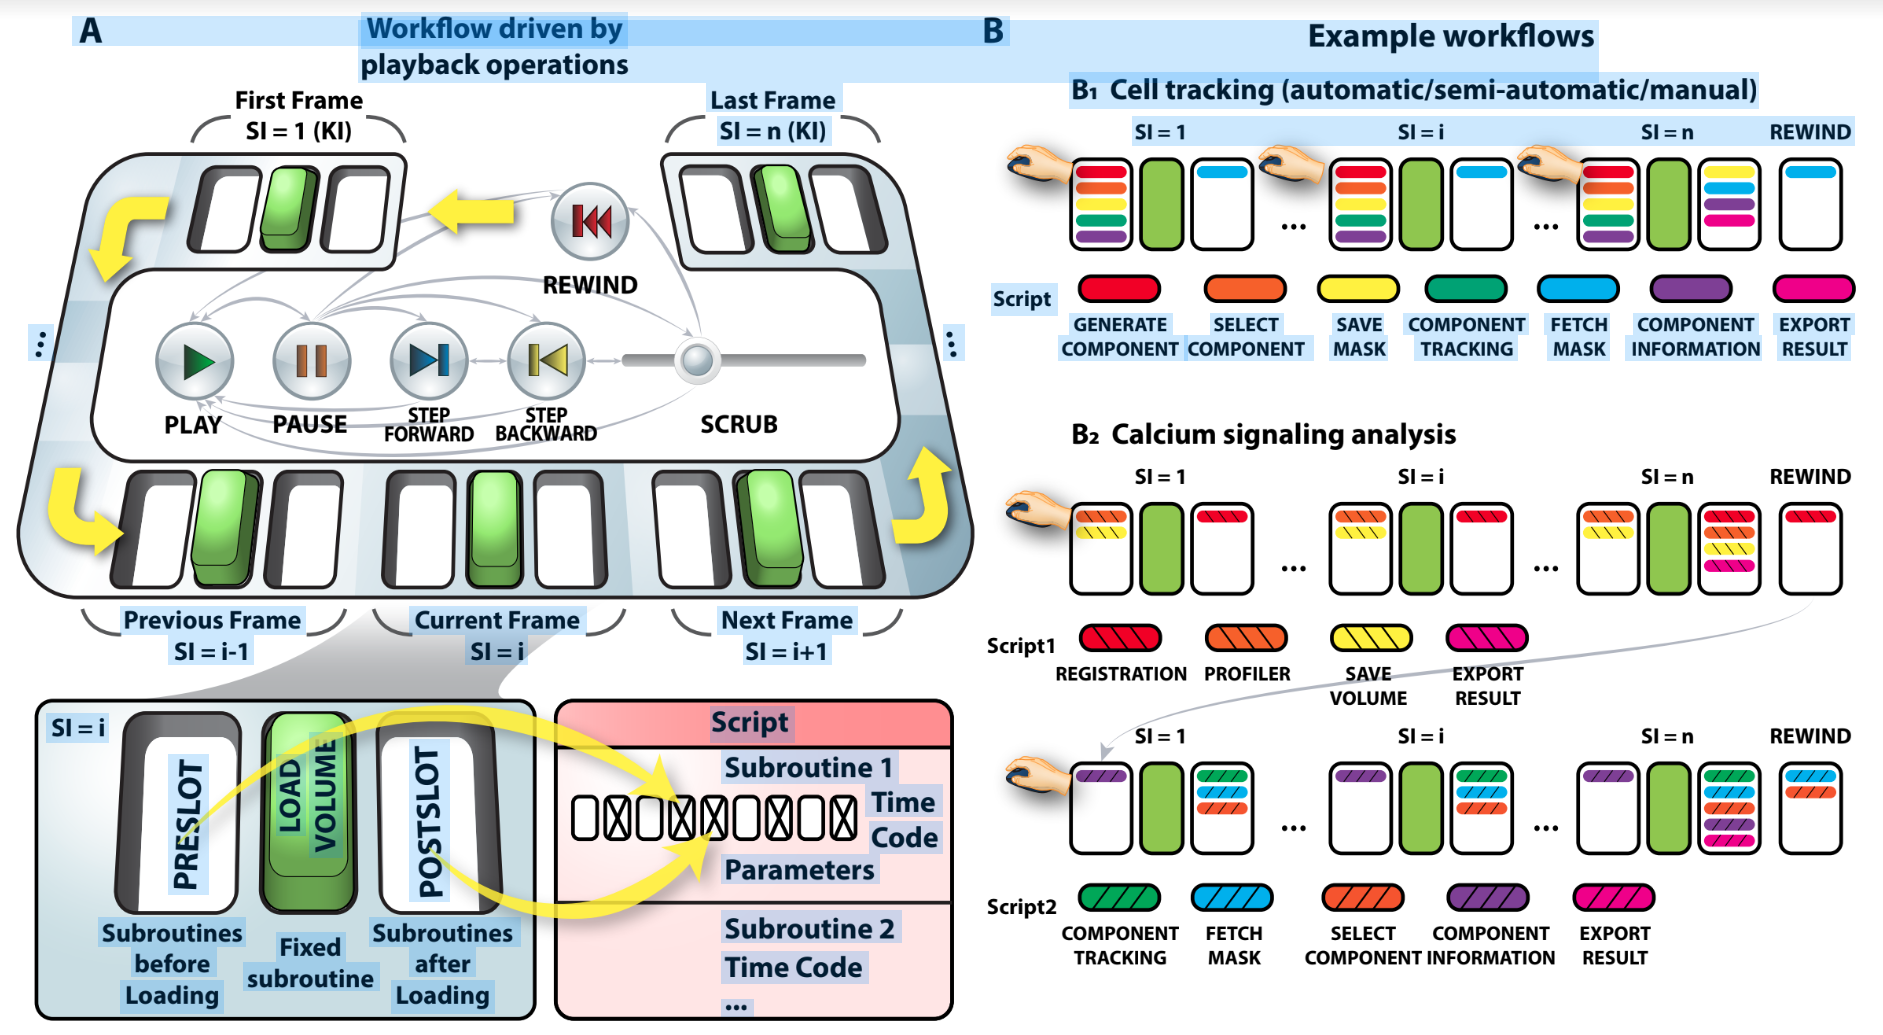 A
Workflow driven by
playback operations
First Frame
SI = 1 (KI)
Last Frame
SI = n (KI)
REWIND
PLAY
PAUSE
STEP
FORWARD
STEP
BACKWARD
SCRUB
Previous Frame
SI = i-1
Current Frame
SI = i
Next Frame
SI = i+1
SI = i
PRESLOT
LOAD
VOLUME
POSTSLOT
Subroutines
before
Loading
Fixed
subroutine
Subroutines
after
Loading
Script
Subroutine 1
Time
Code
Parameters
Subroutine 2
Time Code
...
B
Example workflows
B1 Cell tracking (automatic/semi-automatic/manual)
SI = 1
SI = i
SI = n
REWIND
...
...
Script
GENERATE
COMPONENT
SELECT
COMPONENT
SAVE
MASK
COMPONENT
TRACKING
FETCH
MASK
COMPONENT
INFORMATION
EXPORT
RESULT
B2 Calcium signaling analysis
SI = 1
SI = i
SI = n
REWIND
...
...
Script1
REGISTRATION
PROFILER
SAVE
VOLUME
EXPORT
RESULT
SI = 1
SI = i
SI = n
REWIND
...
...
Script2
COMPONENT
TRACKING
FETCH
MASK
SELECT
COMPONENT
COMPONENT
INFORMATION
EXPORT
RESULT